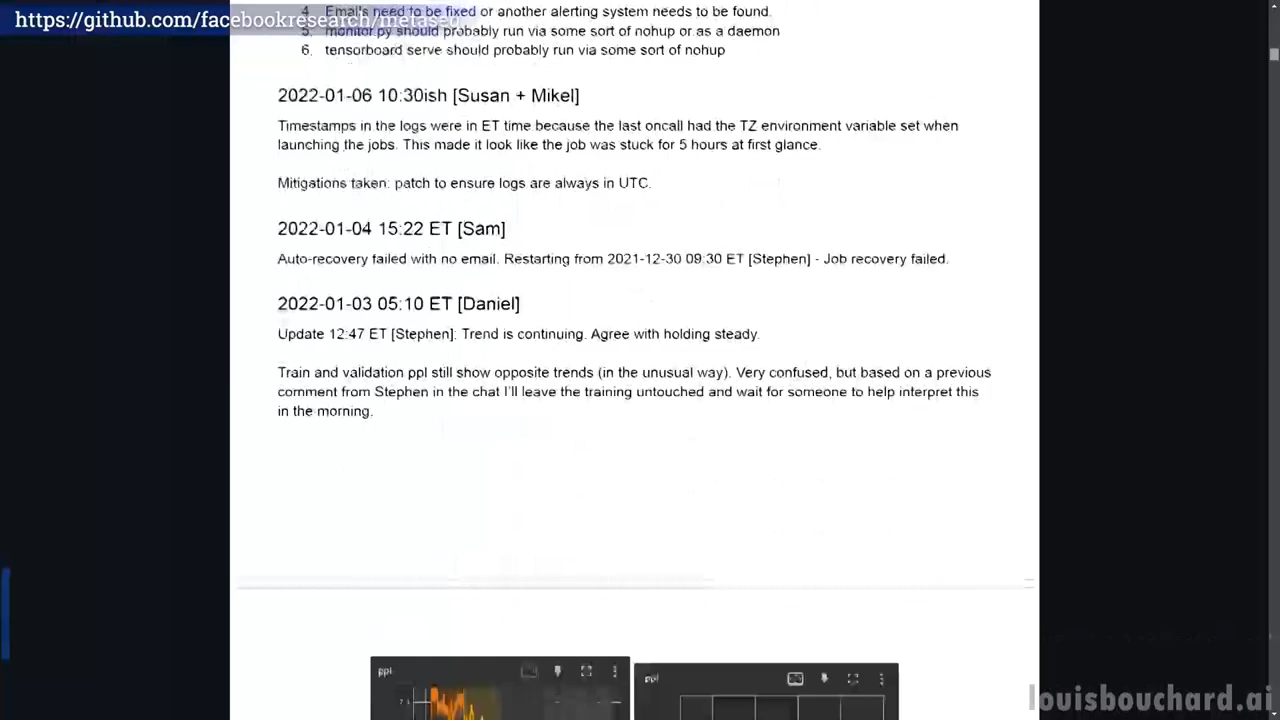 https://github.com/facebookresearch/metaseq
4. Emails need to be fixed or another alerting system needs to be found.
5. monitor.py should probably run via some sort of nohup or as a daemon
6. tensorboard serve should probably run via some sort of nohup
2022-01-06 10:30ish [Susan + Mikel]
Timestamps in the logs were in ET time because the last oncall had the TZ environment variable set when
launching the jobs. This made it look like the job was stuck for 5 hours at first glance.
Mitigations taken: patch to ensure logs are always in UTC.
2022-01-04 15:22 ET [Sam]
Auto-recovery failed with no email. Restarting from 2021-12-30 09:30 ET [Stephen] - Job recovery failed.
2022-01-03 05:10 ET [Daniel]
Update 12:47 ET [Stephen]: Trend is continuing. Agree with holding steady.
Train and validation ppl still show opposite trends (in the unusual way). Very confused, but based on a previous
comment from Stephen in the chat I'll leave the training untouched and wait for someone to help interpret this
in the morning.
ppl
ppl
7.1
louisbouchard.ai